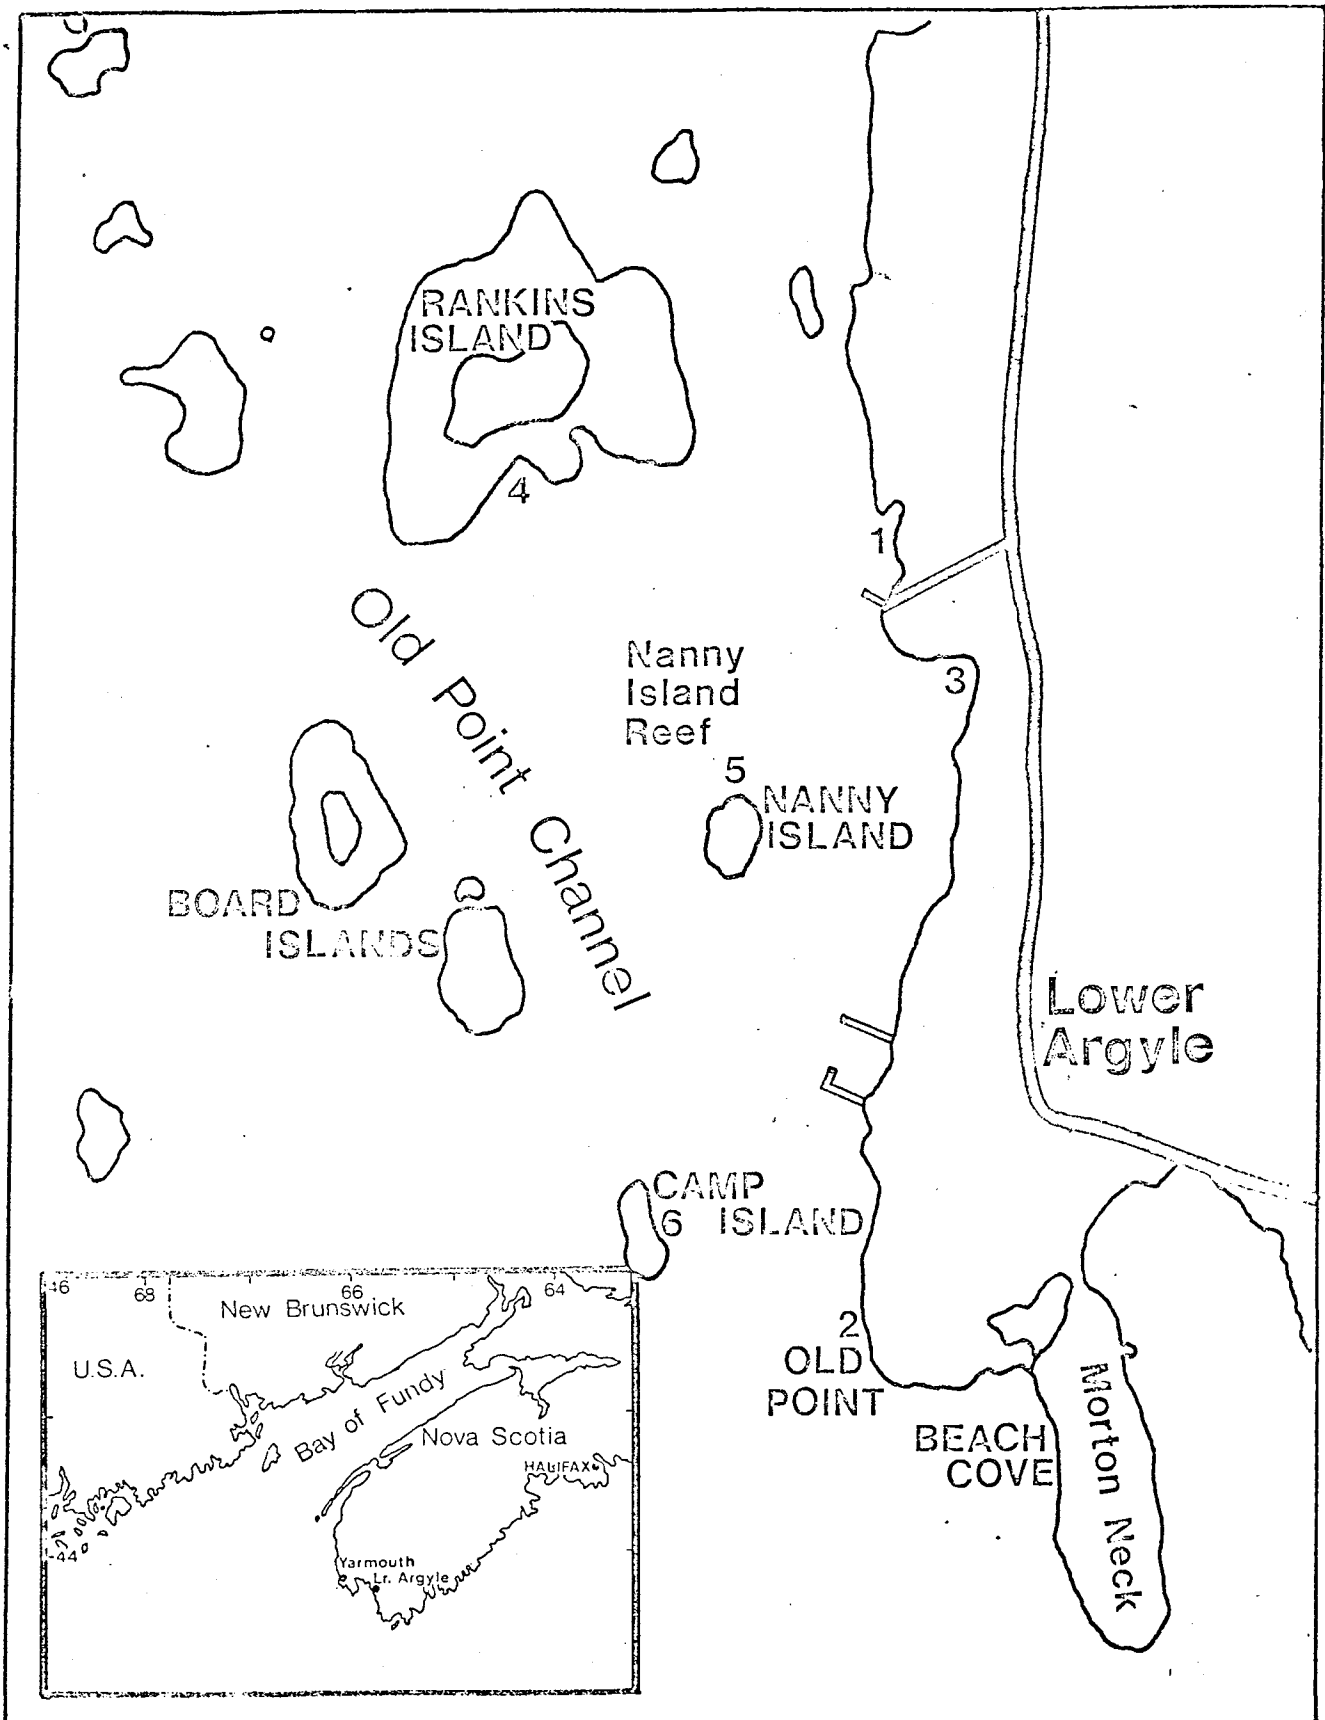 RANKINS
ISLAND
4
1
Old Point Channel
Nanny
Island
Reef
3
5
NANNY
ISLAND
BOARD
ISLANDS
Lower
Argyle
CAMP
6 ISLAND
2
OLD
POINT
BEACH
COVE
Morton Neck
46
68
66
64
New Brunswick
U.S.A.
Bay of Fundy
Nova Scotia
HALIFAX
Yarmouth
Lr. Argyle
44